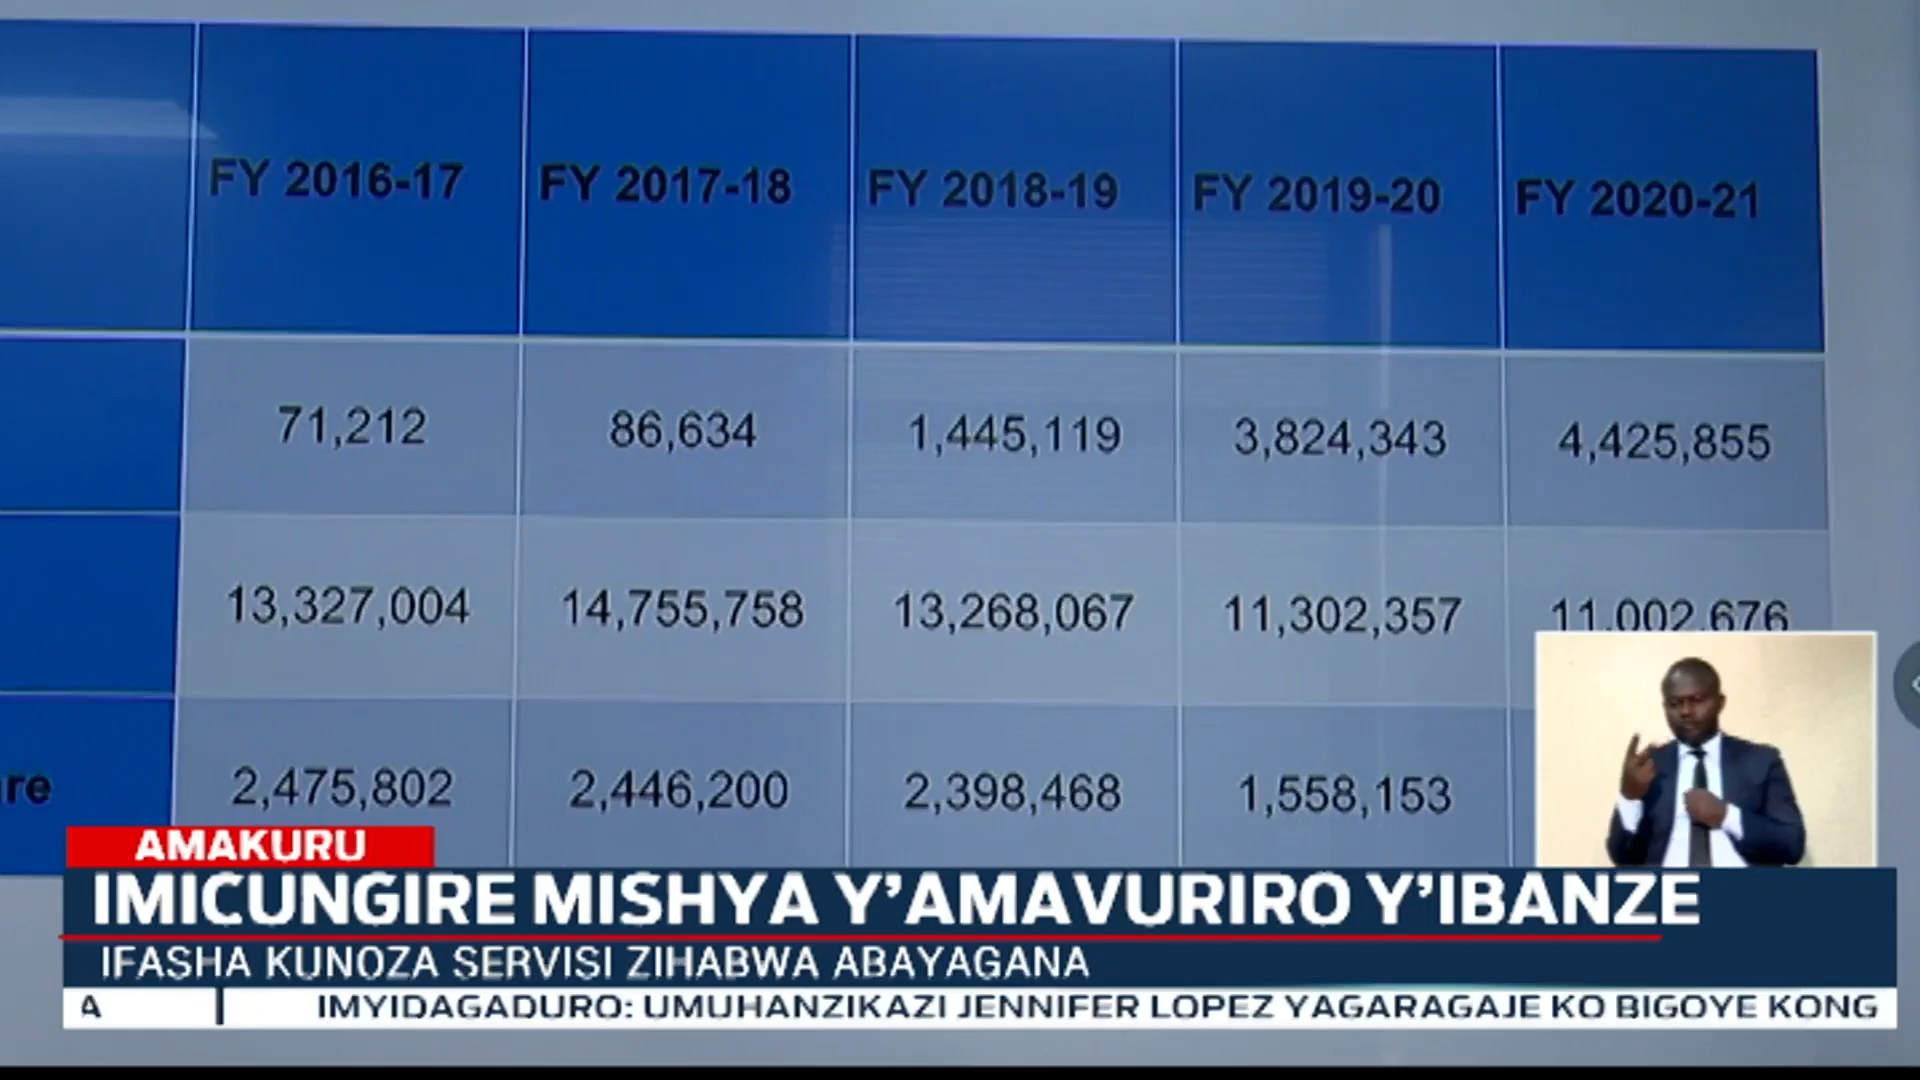 FY 2016-17 FY 2017-18 FY 2018-19 FY 2019-20 FY 2020-21
71,212 86,634 1,445,119 3,824,343 4,425,855
13,327,004 14,755,758 13,268,067 11,302,357 11,002,676
2,475,802 2,446,200 2,398,468 1,558,153
AMAKURU
IMICUNGIRE MISHYA Y'AMAVURIRO Y'IBANZE
IFASHA KUNOZA SERVISI ZIHABWA ABAYAGANA
A IMYIDAGADURO: UMUHANZIKAZI JENNIFER LOPEZ YAGARAGAJE KO BIGOYE KONG